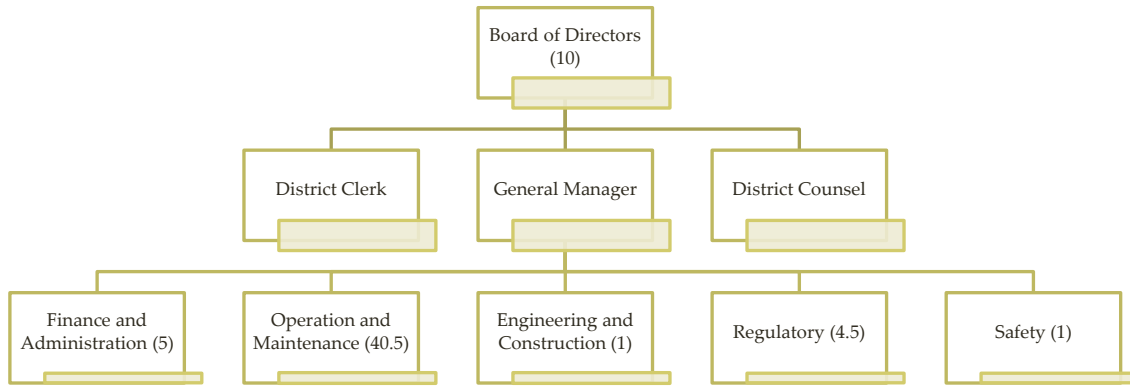 Board of Directors
(10)
District Clerk
General Manager
District Counsel
Finance and
Administration (5)
Operation and
Maintenance (40.5)
Engineering and
Construction (1)
Regulatory (4.5)
Safety (1)